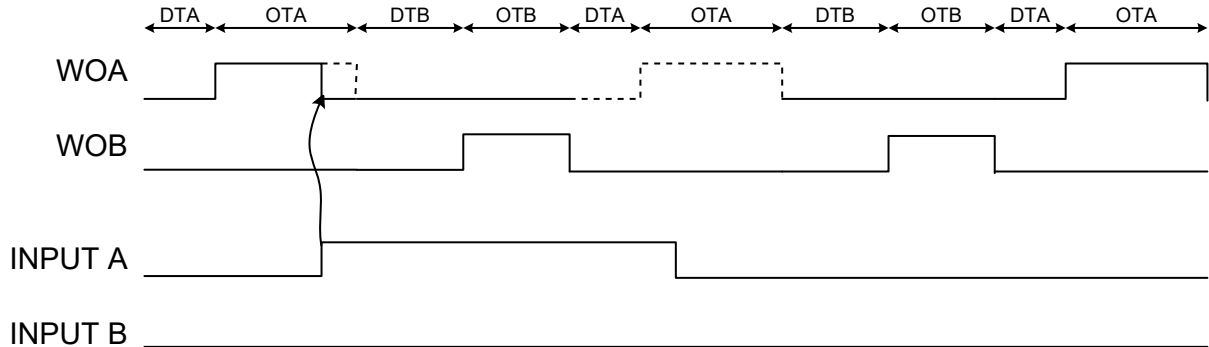 DTA OTA DTB OTB DTA OTA DTB OTB DTA OTA
WOA
WOB
INPUT A
INPUT B